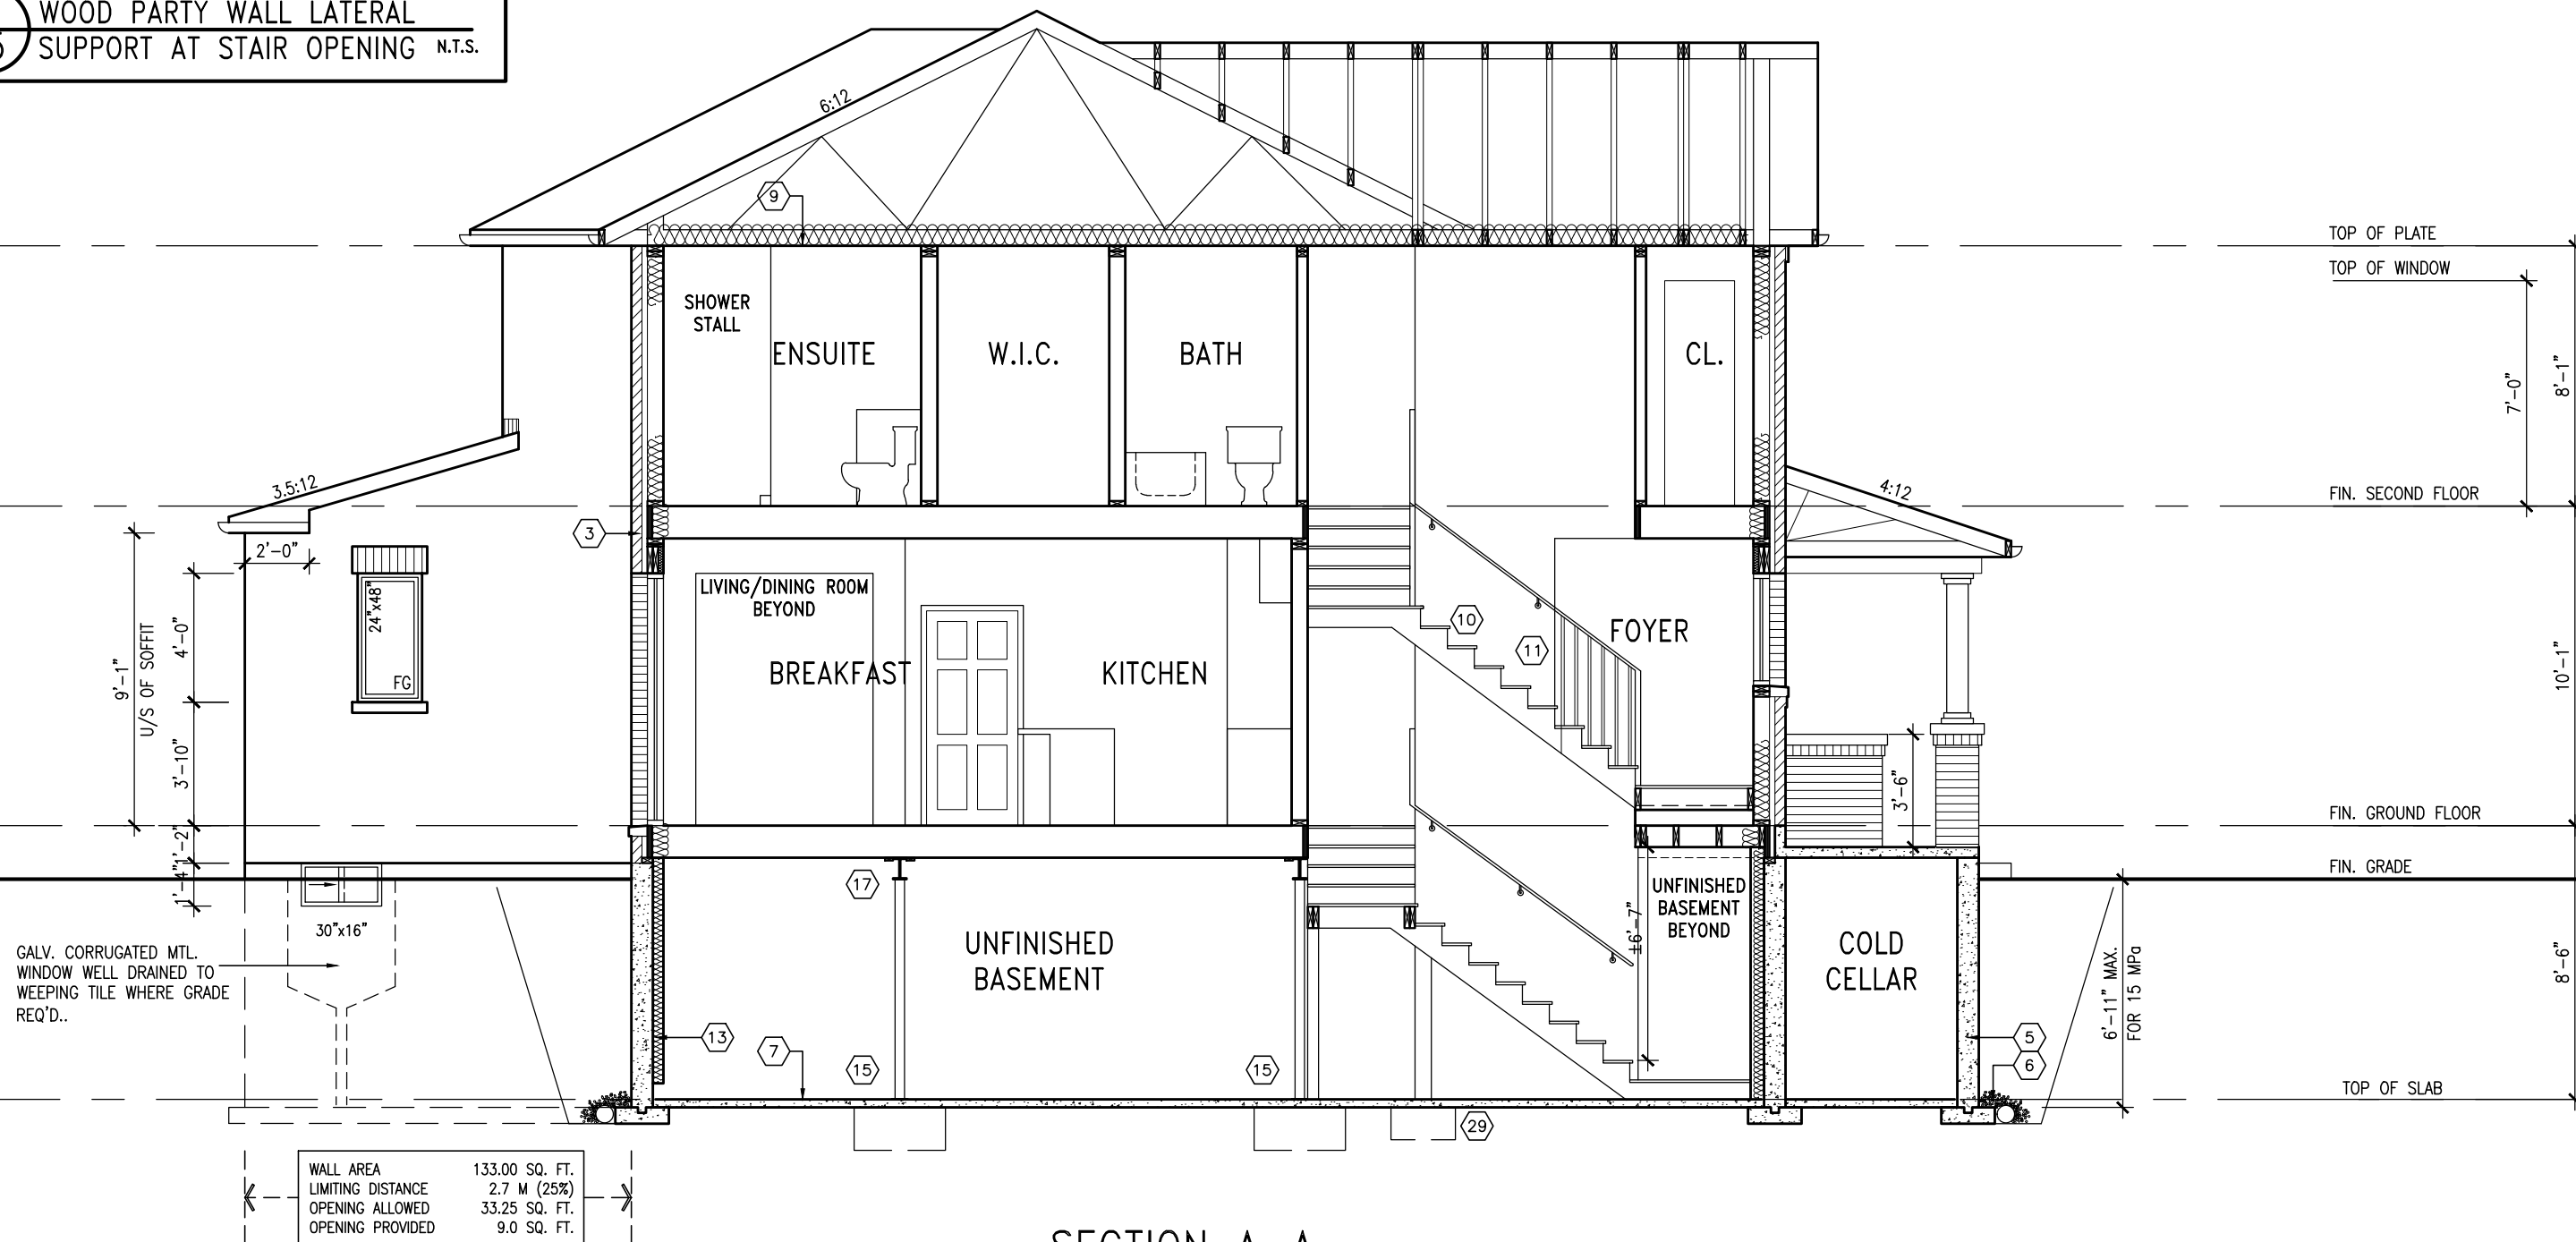 WOOD PARTY WALL LATERAL
SUPPORT AT STAIR OPENING N.T.S.
6:12
9
TOP OF PLATE
TOP OF WINDOW
SHOWER
STALL
ENSUITE
W.I.C.
BATH
CL.
7'-0"
8'-1"
3.5:12
4:12
FIN. SECOND FLOOR
3
2'-0"
24"x48"
FG
9'-1"
U/S OF SOFFIT
4'-0"
3'-10"
1'-2"
1'-4"
LIVING/DINING ROOM
BEYOND
BREAKFAST
KITCHEN
10
11
FOYER
10'-1"
3'-6"
FIN. GROUND FLOOR
FIN. GRADE
17
30"x16"
GALV. CORRUGATED MTL.
WINDOW WELL DRAINED TO
WEEPING TILE WHERE GRADE
REQ'D..
UNFINISHED
BASEMENT
±6'-7"
UNFINISHED
BASEMENT
BEYOND
COLD
CELLAR
6'-11" MAX.
FOR 15 MPa
8'-6"
13
7
15
15
5
6
TOP OF SLAB
29
WALL AREA 133.00 SQ. FT.
LIMITING DISTANCE 2.7 M (25%)
OPENING ALLOWED 33.25 SQ. FT.
OPENING PROVIDED 9.0 SQ. FT.
SECTION A-A